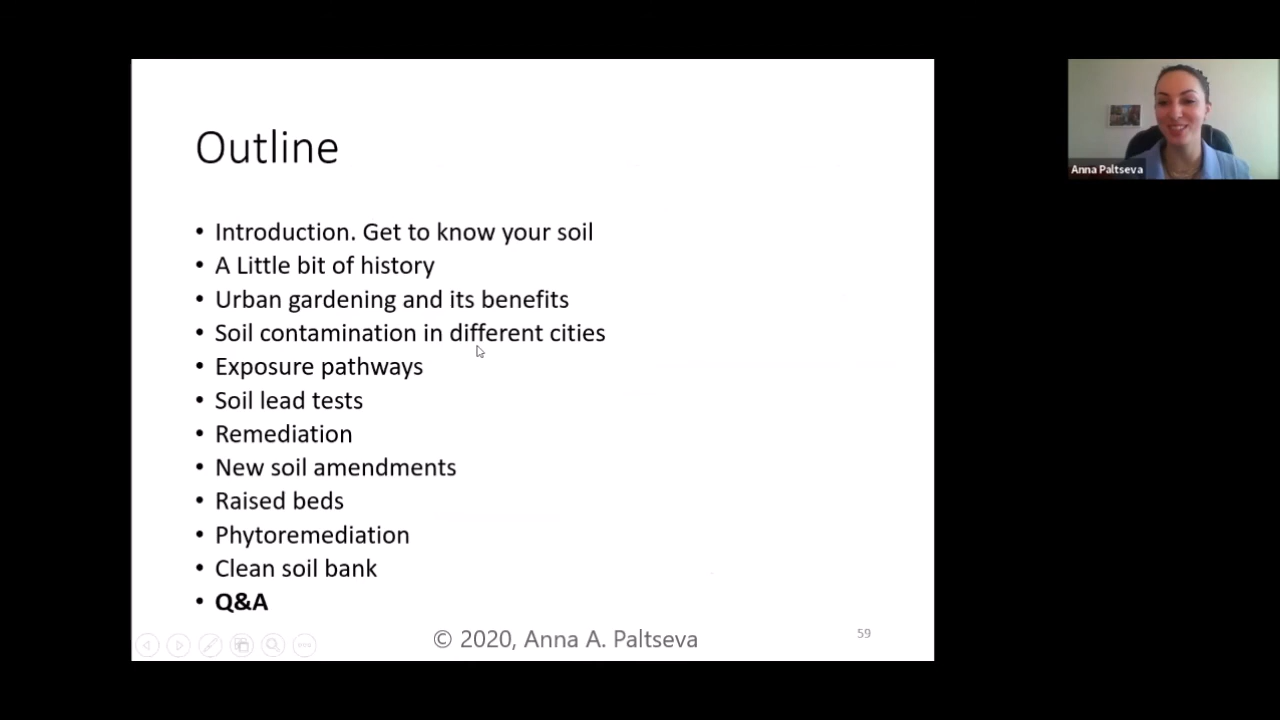 Outline
• Introduction. Get to know your soil
• A Little bit of history
• Urban gardening and its benefits
• Soil contamination in different cities
• Exposure pathways
• Soil lead tests
• Remediation
• New soil amendments
• Raised beds
• Phytoremediation
• Clean soil bank
• Q&A
© 2020, Anna A. Paltseva
59
Anna Paltseva